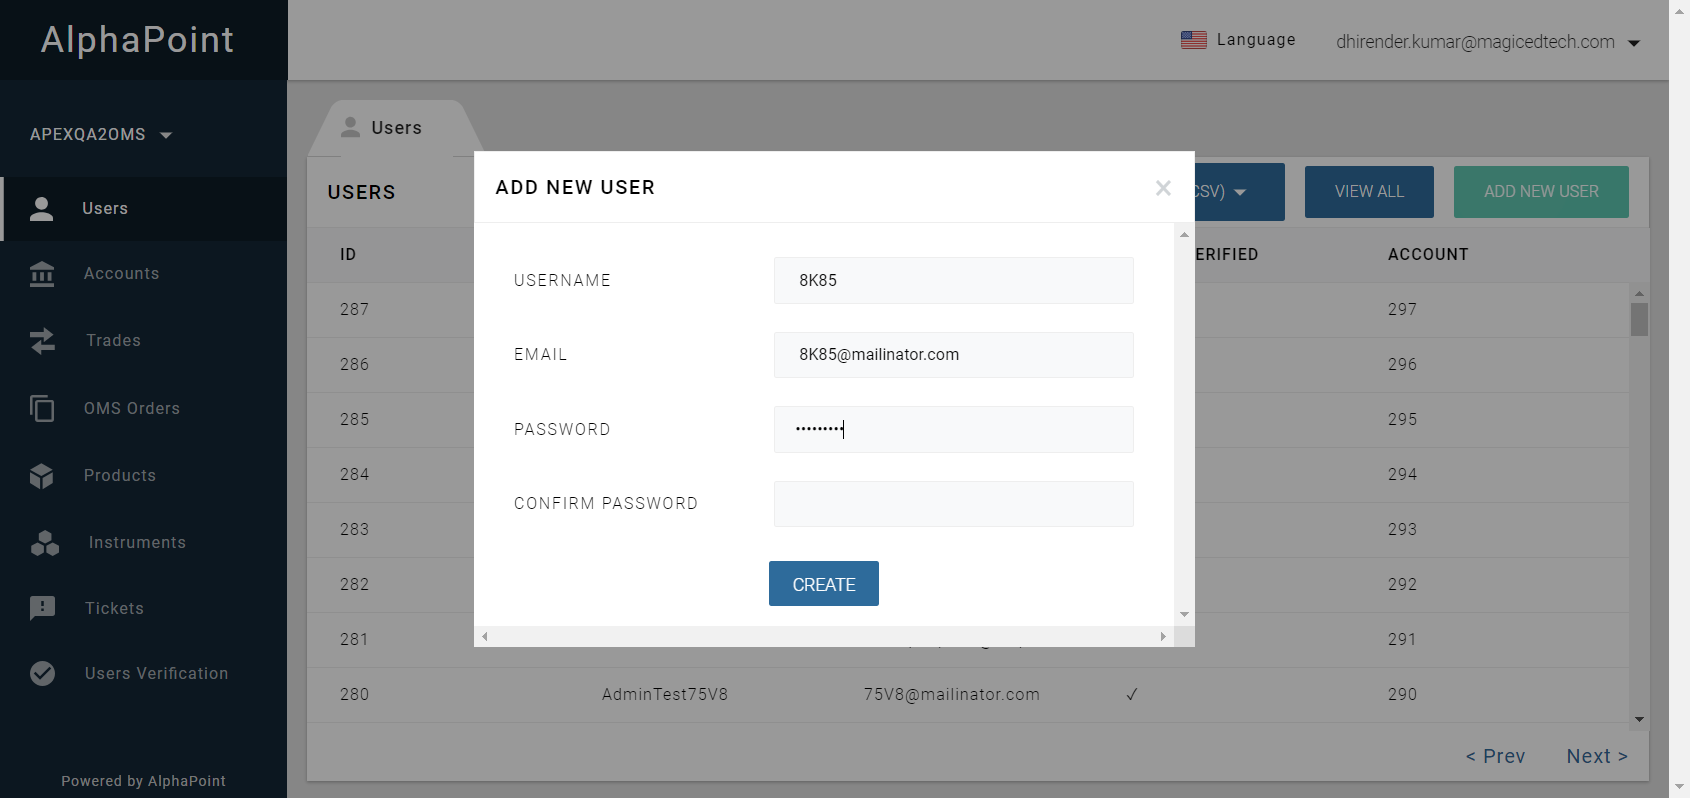 AlphaPoint
Language
dhirender.kumar@magicedtech.com
APEXQA2OMS
Users
Accounts
Trades
OMS Orders
Products
Instruments
Tickets
Users Verification
Powered by AlphaPoint
Users
USERS
CSV)
VIEW ALL
ADD NEW USER
ID
ERIFIED
ACCOUNT
287
297
286
296
285
295
284
294
283
293
282
292
281
291
280
AdminTest75V8
75V8@mailinator.com
✓
290
< Prev
Next >
ADD NEW USER
×
USERNAME
8K85
EMAIL
8K85@mailinator.com
PASSWORD
•••••••••
CONFIRM PASSWORD
CREATE